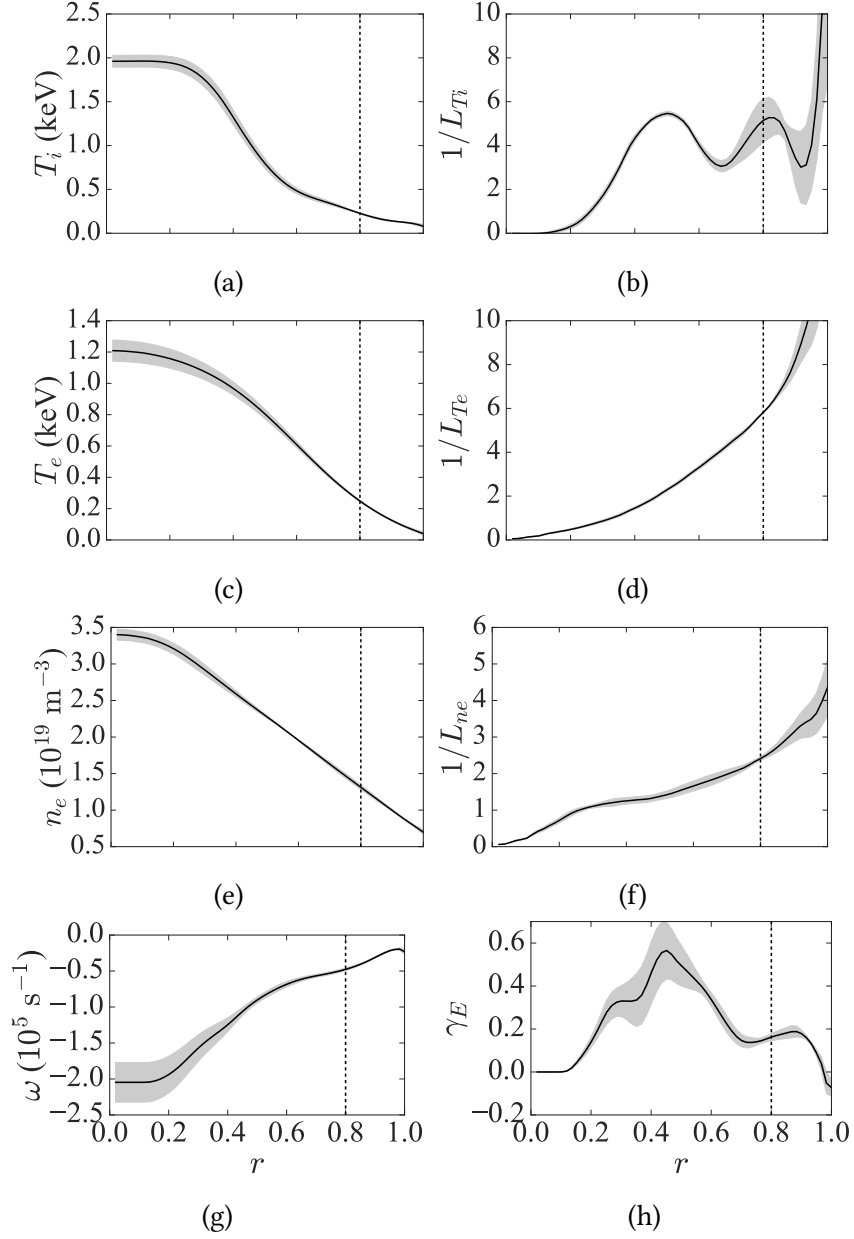 2.5
2.0
1.5
1.0
0.5
0.0
T_i (keV)
(a)
10
8
6
4
2
0
1/L_{Ti}
(b)
1.4
1.2
1.0
0.8
0.6
0.4
0.2
0.0
T_e (keV)
(c)
10
8
6
4
2
0
1/L_{Te}
(d)
3.5
3.0
2.5
2.0
1.5
1.0
0.5
n_e (10^{19} m^{−3})
(e)
6
5
4
3
2
1
0
1/L_{ne}
(f)
0.0
−0.5
−1.0
−1.5
−2.0
−2.5
ω (10^5 s^{−1})
0.0 0.2 0.4 0.6 0.8 1.0
r
(g)
0.6
0.4
0.2
0.0
−0.2
γ_E
0.0 0.2 0.4 0.6 0.8 1.0
r
(h)